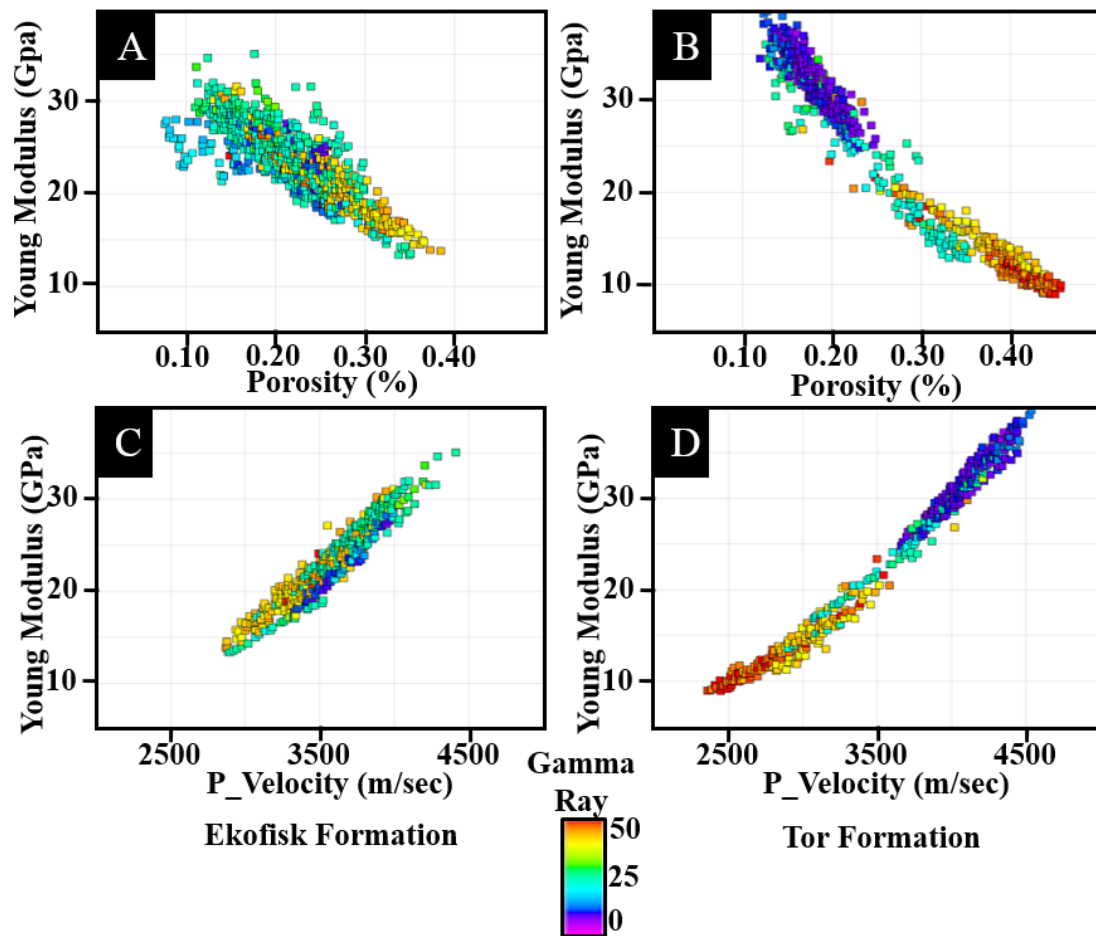 A
B
Young Modulus (Gpa)
30
20
10
0.10 0.20 0.30 0.40
Porosity (%)
Young Modulus (Gpa)
30
20
10
0.10 0.20 0.30 0.40
Porosity (%)
C
D
Young Modulus (GPa)
30
20
10
2500 3500 4500
P_Velocity (m/sec)
Ekofisk Formation
Young Modulus (GPa)
30
20
10
2500 3500 4500
P_Velocity (m/sec)
Tor Formation
Gamma
Ray
50
25
0